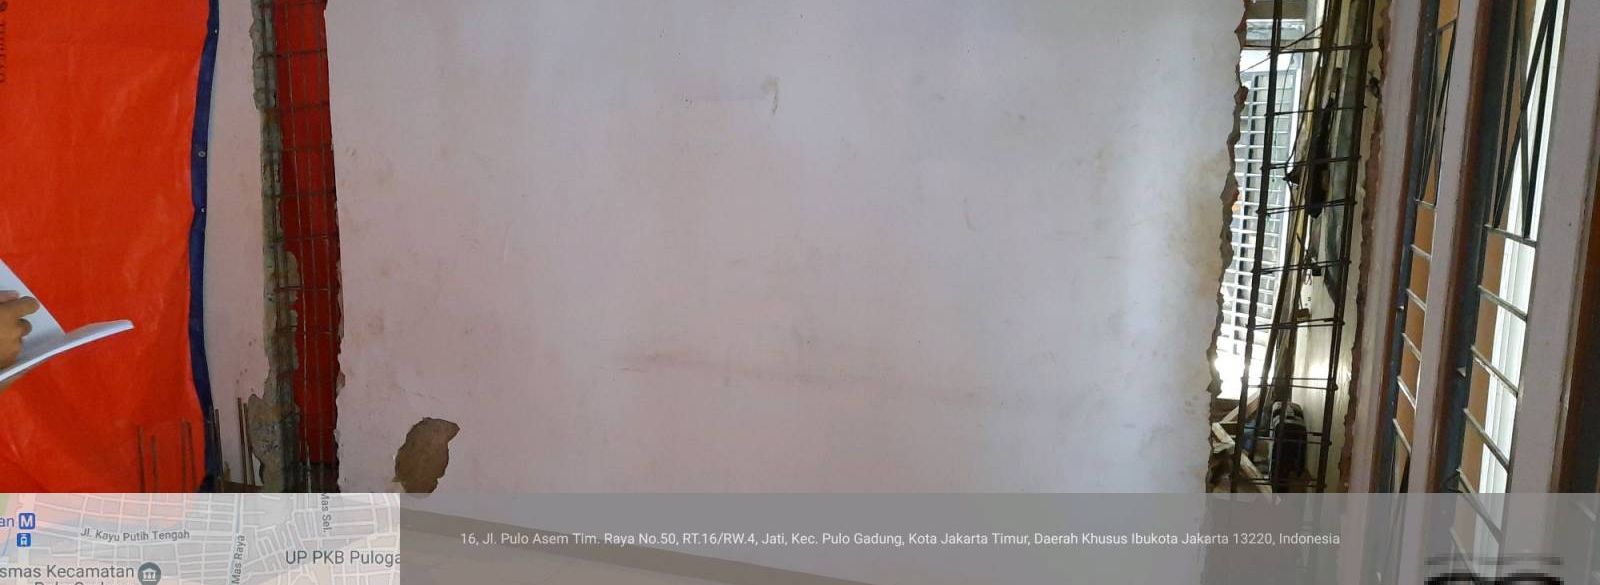 an M
Jl. Kayu Putih Tengah
Mas Raya
Mas Sel.
UP PKB Puloga
smas Kecamatan
16, Jl. Pulo Asem Tim. Raya No.50, RT.16/RW.4, Jati, Kec. Pulo Gadung, Kota Jakarta Timur, Daerah Khusus Ibukota Jakarta 13220, Indonesia